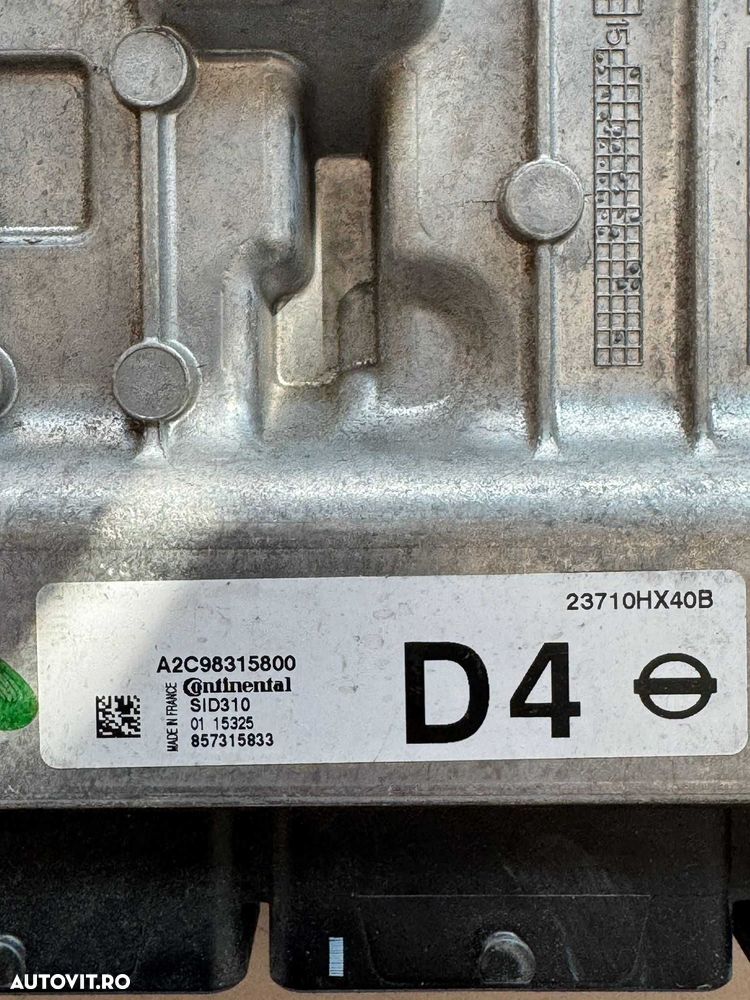 15
23710HX40B
A2C98315800
Continental
SID310
01 15325
857315833
MADE IN FRANCE
D4
AUTOVIT.RO